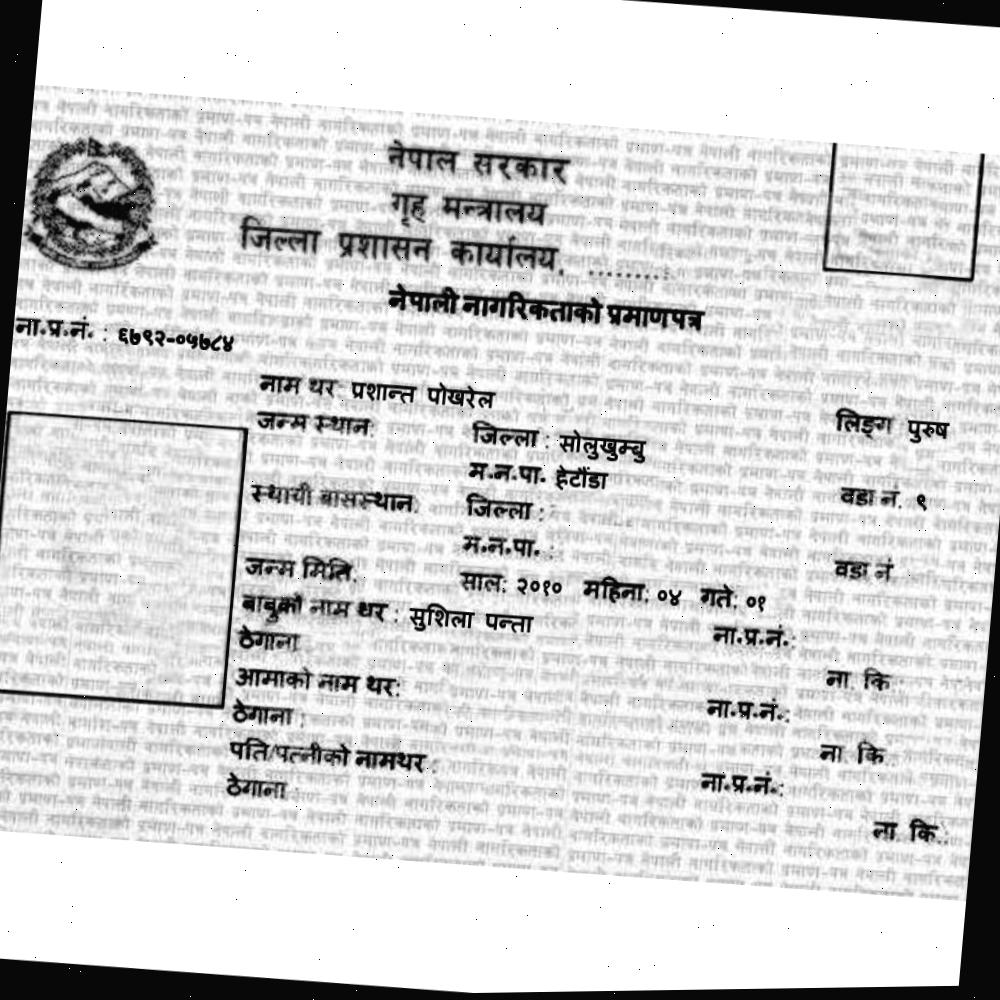 नेपाल सरकार
गृह मन्त्रालय
जिल्ला प्रशासन कार्यालय, .........
नेपाली नागरिकताको प्रमाणपत्र
ना.प्र.नं. : ६७९२-०५७८४
नाम थर: प्रशान्त पोखरेल
लिङ्ग पुरुष
जन्म स्थान: जिल्ला : सोलुखुम्बु
म.न.पा. हेटौंडा वडा नं. ९
स्थायी बासस्थान: जिल्ला :
म.न.पा. : वडा नं
जन्म मिति: साल: २०१० महिना: ०४ गते: ०१
बाबुको नाम थर : सुशिला पन्ता ना.प्र.नं.:
ठेगाना ना. कि
आमाको नाम थर: ना.प्र.नं.:
ठेगाना : ना. कि.
पति/पत्नीको नामथर : ना.प्र.नं.:
ठेगाना : ना. कि.: